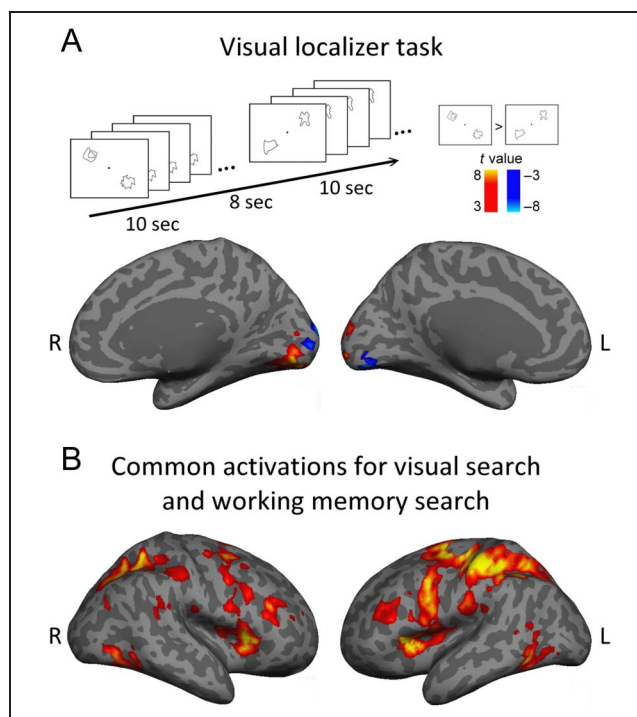 A
Visual localizer task
>
t value
8
–3
3
–8
10 sec
8 sec
10 sec
R
L
B
Common activations for visual search
and working memory search
R
L